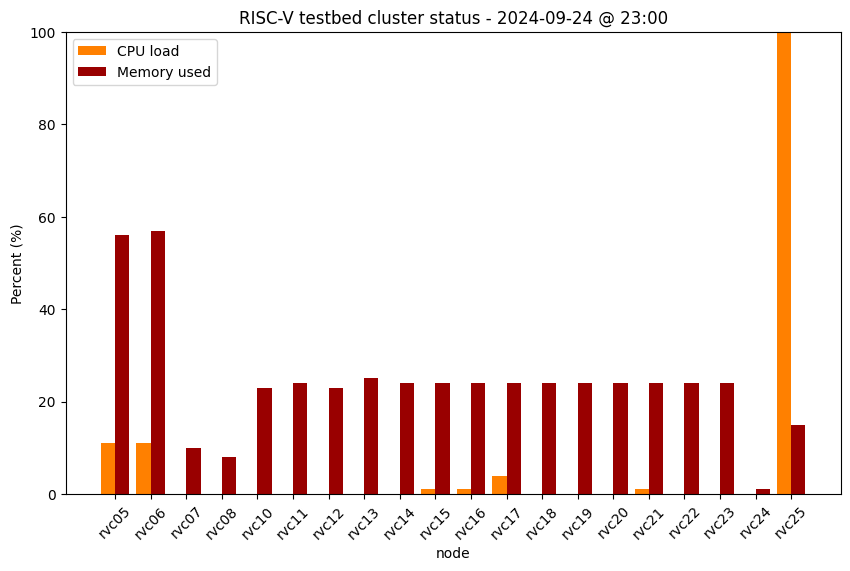 RISC-V testbed cluster status - 2024-09-24 @ 23:00
CPU load
Memory used
Percent (%)
100
80
60
40
20
0
rvc05
rvc06
rvc07
rvc08
rvc10
rvc11
rvc12
rvc13
rvc14
rvc15
rvc16
rvc17
rvc18
rvc19
rvc20
rvc21
rvc22
rvc23
rvc24
rvc25
node